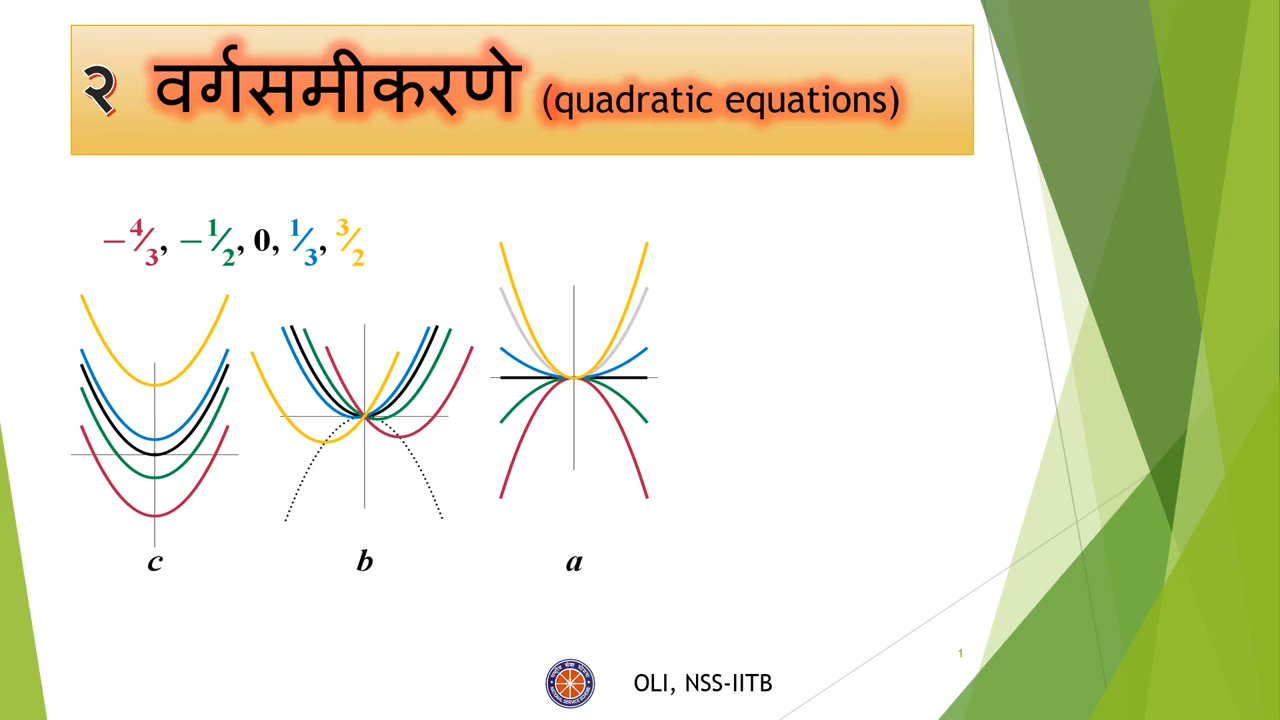 २ वर्गसमीकरणे (quadratic equations)
−4/3, −1/2, 0, 1/3, 3/2
c b a
1
OLI, NSS-IITB